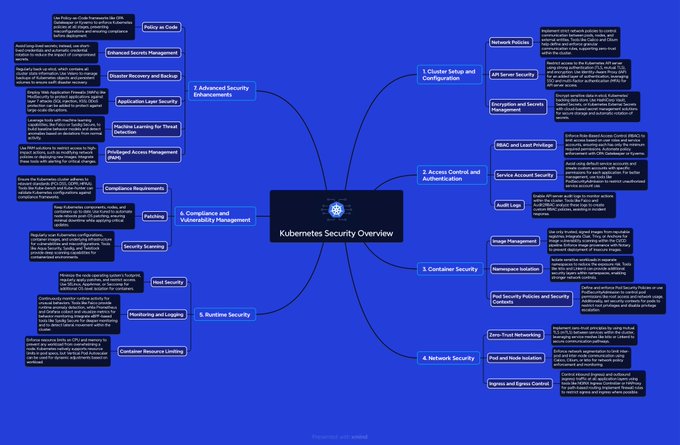 Kubernetes Security Overview
1. Cluster Setup and
Configuration
Network Policies
Implement strict network policies to control
communication between pods, nodes, and
external entities. Tools like Calico and Cilium
help define and enforce granular
communication rules, supporting zero-trust
within the cluster.
API Server Security
Restrict access to the Kubernetes API server
using strong authentication (TLS, mutual TLS),
and encryption. Use Identity-Aware Proxy (IAP)
for an additional layer of authentication, leveraging
SSO and multi-factor authentication (MFA) for
API server access.
Encryption and Secrets
Management
Encrypt sensitive data in etcd, Kubernetes'
backing data store. Use HashiCorp Vault,
Sealed Secrets, or Kubernetes External Secrets
with cloud-based secret management solutions
for secure storage and automatic rotation of
secrets.
2. Access Control and
Authentication
RBAC and Least Privilege
Enforce Role-Based Access Control (RBAC) to
limit access based on user roles and service
accounts, ensuring each has only the minimum
required permissions. Automate policy
enforcement with OPA Gatekeeper or Kyverno.
Service Account Security
Avoid using default service accounts and
create custom accounts with specific
permissions for each application. For better
management, use tools like
PodSecurityAdmission to restrict unauthorized
service account use.
Audit Logs
Enable API server audit logs to monitor actions
within the cluster. Tools like Falco and
Audit2RBAC analyze these logs to create
custom RBAC policies, assisting in incident
response.
3. Container Security
Image Management
Use only trusted, signed images from reputable
registries. Integrate Clair, Trivy, or Anchore for
image vulnerability scanning within the CI/CD
pipeline. Enforce image provenance with Notary
to prevent deployment of insecure images.
Namespace Isolation
Isolate sensitive workloads in separate
namespaces to reduce the exposure risk. Tools
like Istio and Linkerd can provide additional
security layers within namespaces, enabling
stronger network controls.
Pod Security Policies and Security
Contexts
Define and enforce Pod Security Policies or use
PodSecurityAdmission to control pod
permissions, like root access and network usage.
Additionally, set security contexts for pods to
restrict root privileges and disable privilege
escalation.
4. Network Security
Zero-Trust Networking
Implement zero-trust principles by using mutual
TLS (mTLS) between services within the cluster,
leveraging service meshes like Istio or Linkerd to
secure communication pathways.
Pod and Node Isolation
Enforce network segmentation to limit inter-
pod and inter-node communication using
Calico, Cilium, or Istio for network policy
enforcement and monitoring.
Ingress and Egress Control
Control inbound (ingress) and outbound
(egress) traffic at all application layers using
tools like NGINX Ingress Controller or HAProxy
for path-based routing. Implement firewall rules
to restrict egress and ingress where possible.
5. Runtime Security
Host Security
Minimize the node operating system's footprint,
regularly apply patches, and restrict access.
Use SELinux, AppArmor, or Seccomp for
additional OS-level isolation for containers.
Monitoring and Logging
Continuously monitor runtime activity for
unusual behaviors. Tools like Falco provide
runtime anomaly detection, while Prometheus
and Grafana collect and visualize metrics for
behavior monitoring. Integrate eBPF-based
tools like Sysdig Secure for deeper monitoring
and to detect lateral movement within the
cluster.
Container Resource Limiting
Enforce resource limits on CPU and memory to
prevent any workload from overwhelming a
node. Kubernetes natively supports resource
limits in pod specs, but Vertical Pod Autoscaler
can be used for dynamic adjustments based on
workload.
6. Compliance and
Vulnerability Management
Compliance Requirements
Ensure the Kubernetes cluster adheres to
relevant standards (PCI-DSS, GDPR, HIPAA).
Tools like Kube-bench and Kube-hunter can
validate Kubernetes configurations against
compliance frameworks.
Patching
Keep Kubernetes components, nodes, and
containers up to date. Use Kured to automate
node reboots post-OS patching, ensuring
minimal downtime while applying critical
updates.
Security Scanning
Regularly scan Kubernetes configurations,
container images, and underlying infrastructure
for vulnerabilities and misconfigurations. Tools
like Aqua Security, Sysdig, and Twistlock
provide deep scanning capabilities for
containerized environments.
7. Advanced Security
Enhancements
Policy as Code
Use Policy-as-Code frameworks like OPA
Gatekeeper or Kyverno to enforce Kubernetes
policies at all stages, preventing
misconfigurations and ensuring compliance
before deployment.
Enhanced Secrets Management
Avoid long-lived secrets; instead, use short-
lived credentials and automatic credential
rotation to reduce the impact of compromised
secrets.
Disaster Recovery and Backup
Regularly back up etcd, which contains all
cluster state information. Use Velero to manage
backups of Kubernetes objects and persistent
volumes to ensure swift disaster recovery.
Application Layer Security
Employ Web Application Firewalls (WAFs) like
ModSecurity to protect applications against
layer 7 attacks (SQL injection, XSS). DDoS
protection can be added to protect against
large-scale disruptions.
Machine Learning for Threat
Detection
Leverage tools with machine learning
capabilities, like Falco or Sysdig Secure, to
build baseline behavior models and detect
anomalies based on deviations from normal
activity.
Privileged Access Management
(PAM)
Use PAM solutions to restrict access to high-
impact actions, such as modifying network
policies or deploying new images. Integrate
these tools with alerting for critical changes.
Presented with xmind